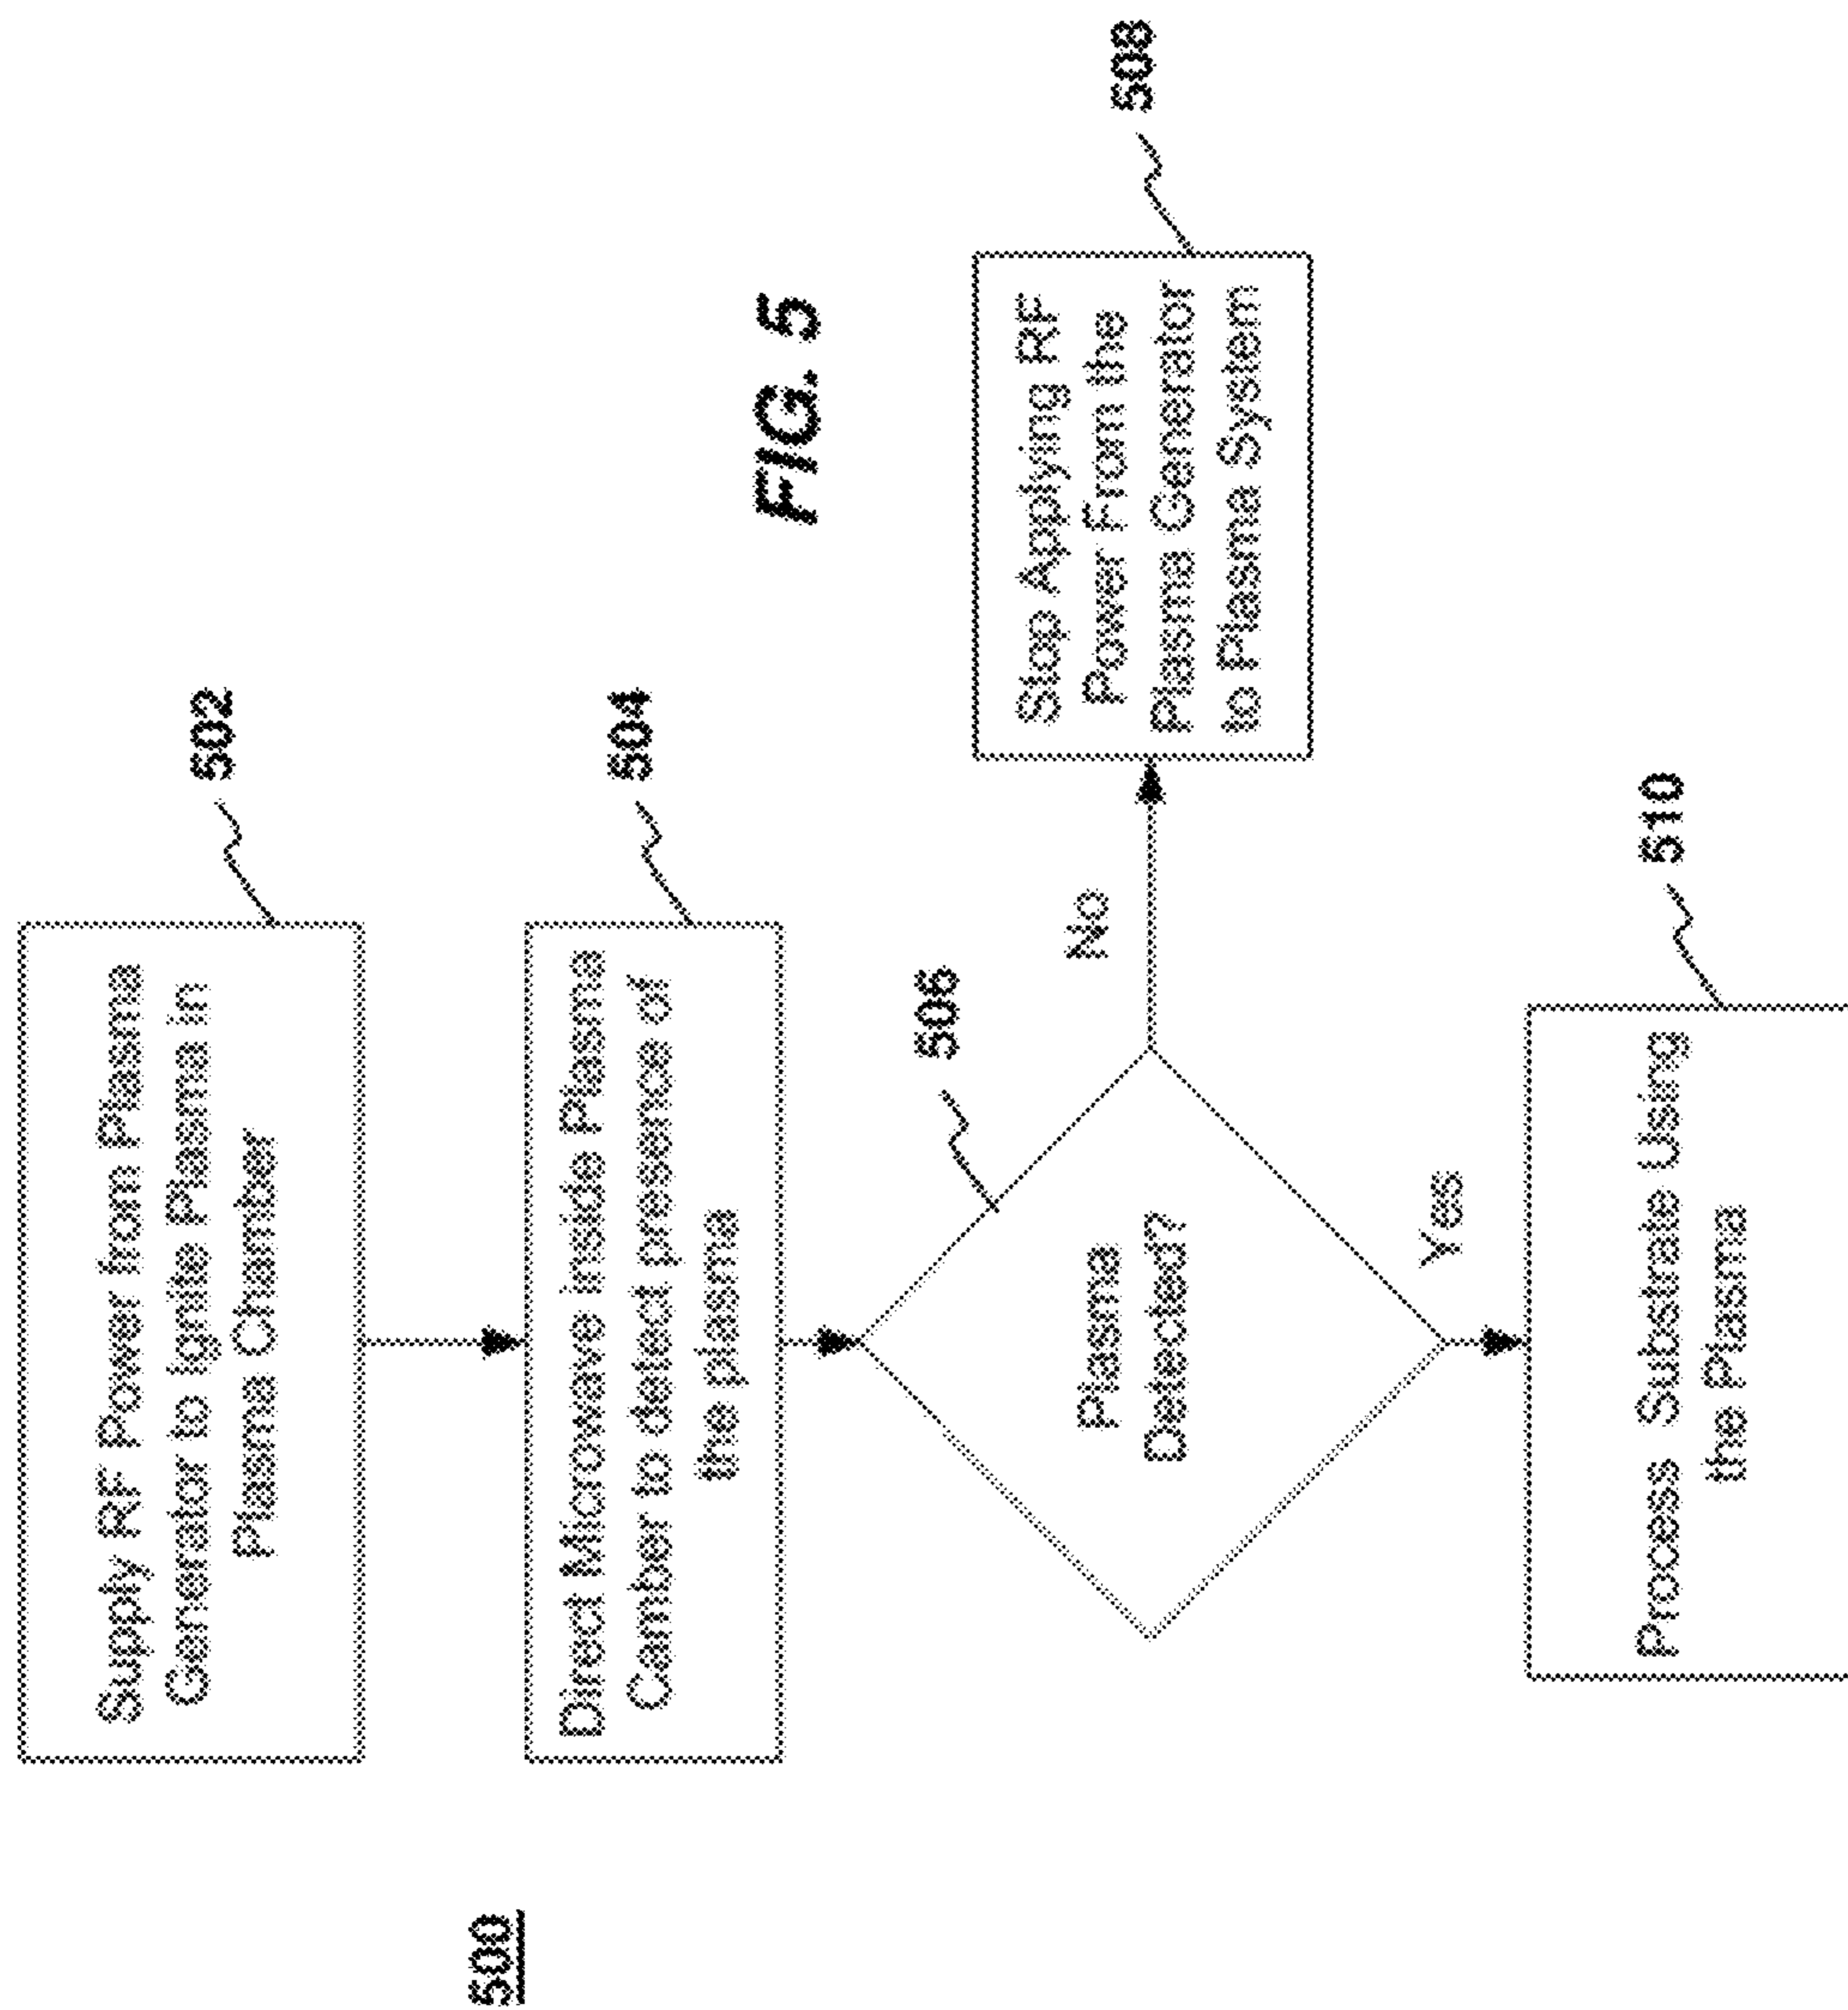 500
Supply RF Power from Plasma
Generator to Ignite Plasma in
Plasma Chamber
502
Direct Microwave inside Plasma
Camber to detect presence of
the plasma
504
Plasma
Detected?
506
No
Stop Applying RF
Power From the
Plasma Generator
to Plasma System
508
Yes
Process Substrate Using
the Plasma
510
FIG. 5